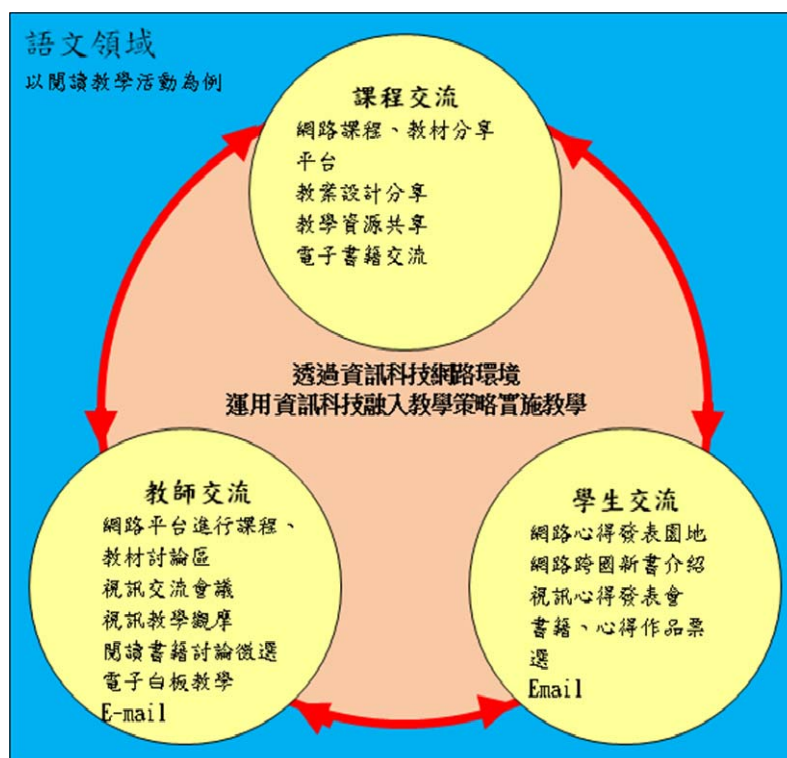 語文領域
以閱讀教學活動為例
課程交流
網路課程、教材分享
平台
教案設計分享
教學資源共享
電子書籍交流
透過資訊科技網路環境
運用資訊科技融入教學策略實施教學
教師交流
網路平台進行課程、
教材討論區
視訊交流會議
視訊教學觀摩
閱讀書籍討論徵選
電子白板教學
E-mail
學生交流
網路心得發表園地
網路跨國新書介紹
視訊心得發表會
書籍、心得作品票
選
Email